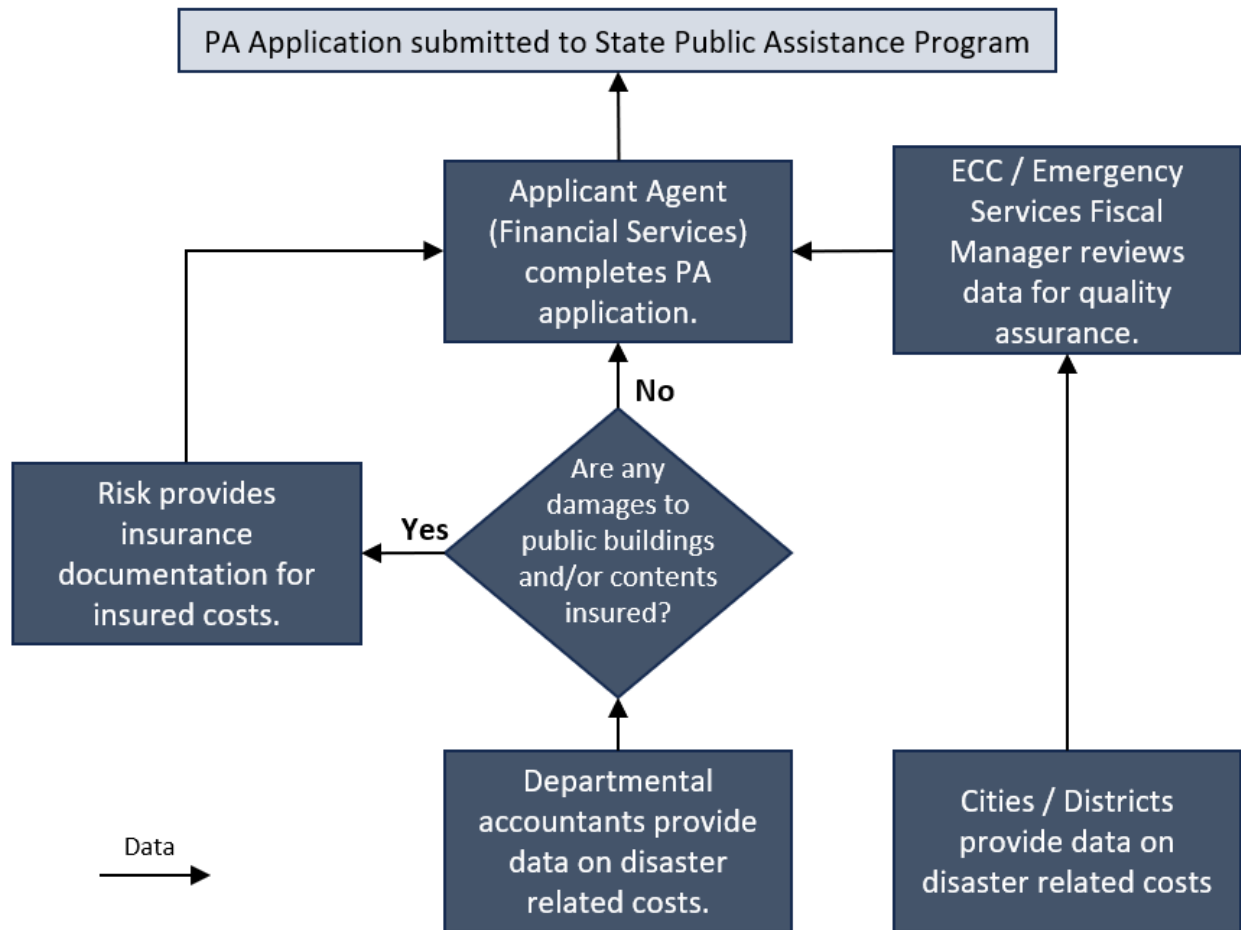 PA Application submitted to State Public Assistance Program
Applicant Agent
(Financial Services)
completes PA
application.
ECC / Emergency
Services Fiscal
Manager reviews
data for quality
assurance.
No
Are any
damages to
public buildings
and/or contents
insured?
Yes
Risk provides
insurance
documentation for
insured costs.
Departmental
accountants provide
data on disaster
related costs.
Cities / Districts
provide data on
disaster related costs
Data